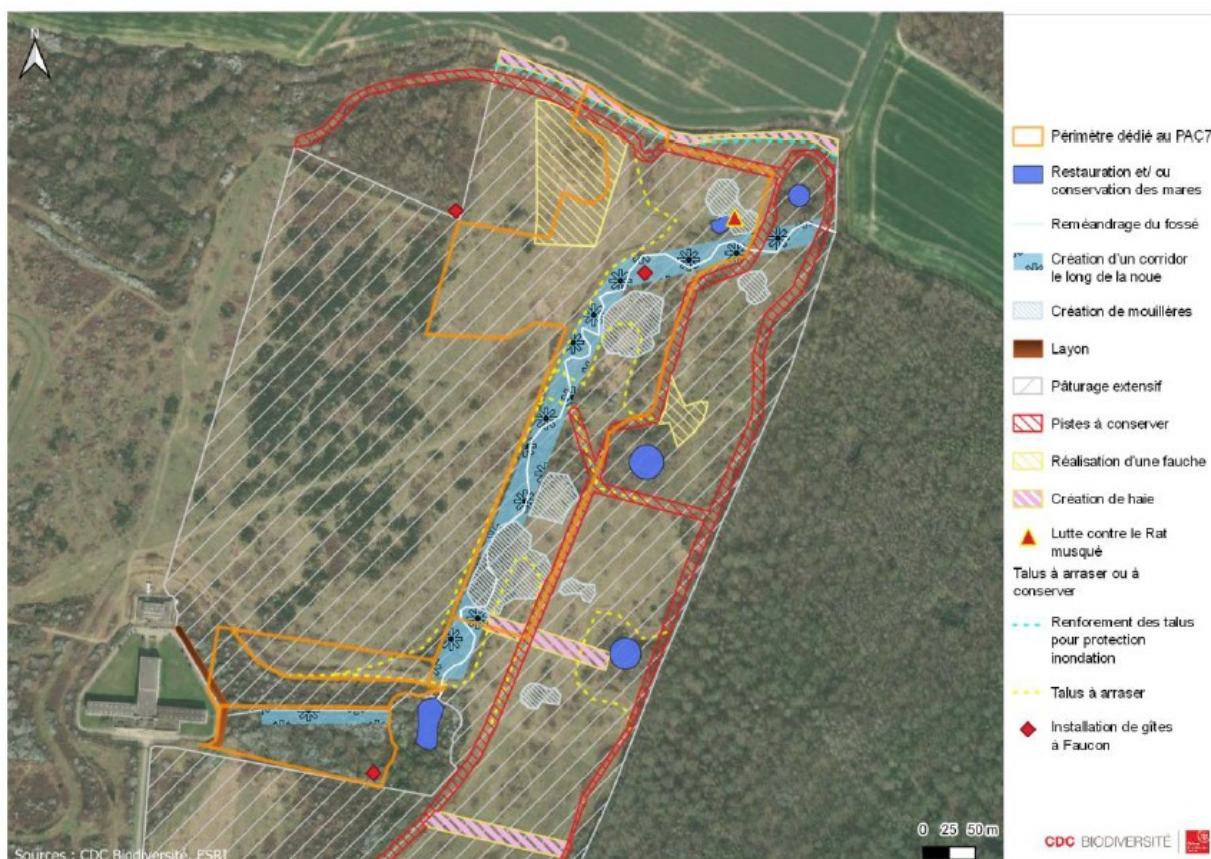 N
Périmètre dédié au PAC7
Restauration et/ ou
conservation des mares
Reméandrage du fossé
Création d'un corridor
le long de la noue
Création de mouillères
Layon
Pâturage extensif
Pistes à conserver
Réalisation d'une fauche
Création de haie
Lutte contre le Rat
musqué
Talus à arraser ou à
conserver
Renforement des talus
pour protection
inondation
Talus à arraser
Installation de gîtes
à Faucon
0 25 50 m
Sources : CDC Biodiversité, ESRI
CDC BIODIVERSITÉ